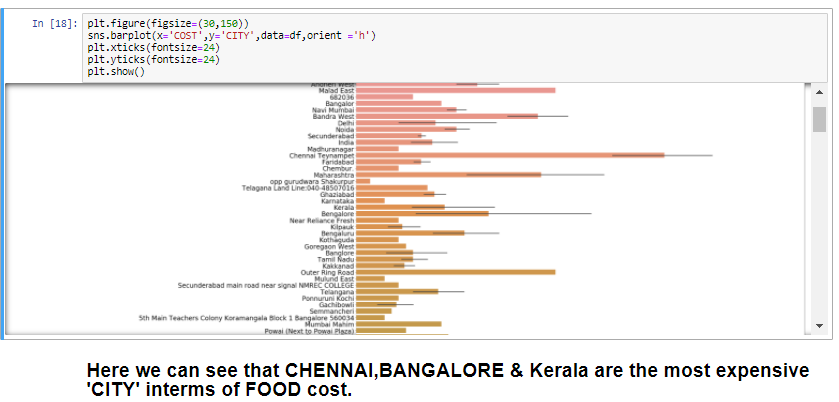 In [18]: plt.figure(figsize=(30,150))
sns.barplot(x='COST',y='CITY',data=df,orient ='h')
plt.xticks(fontsize=24)
plt.yticks(fontsize=24)
plt.show()
Andheri West
Malad East
682036
Bangalor
Navi Mumbai
Bandra West
Delhi
Noida
Secunderabad
India
Madhuranagar
Chennai Teynampet
Faridabad
Chembur.
Maharashtra
opp gurudwara Shakurpur
Telagana Land Line:040-48507016
Ghaziabad
Karnataka
Kerala
Bengalore
Near Reliance Fresh
Kilpauk
Bengaluru
Kothaguda
Goregaon West
Banglore
Tamil Nadu
Kakkanad
Outer Ring Road
Mulund East
Secunderabad main road near signal NMREC COLLEGE
Telangana
Ponnuruni Kochi
Gachibowli
Semmancheri
5th Main Teachers Colony Koramangala Block 1 Bangalore 560034
Mumbai Mahim
Powai (Next to Powai Plaza)
Here we can see that CHENNAI,BANGALORE & Kerala are the most expensive
'CITY' interms of FOOD cost.